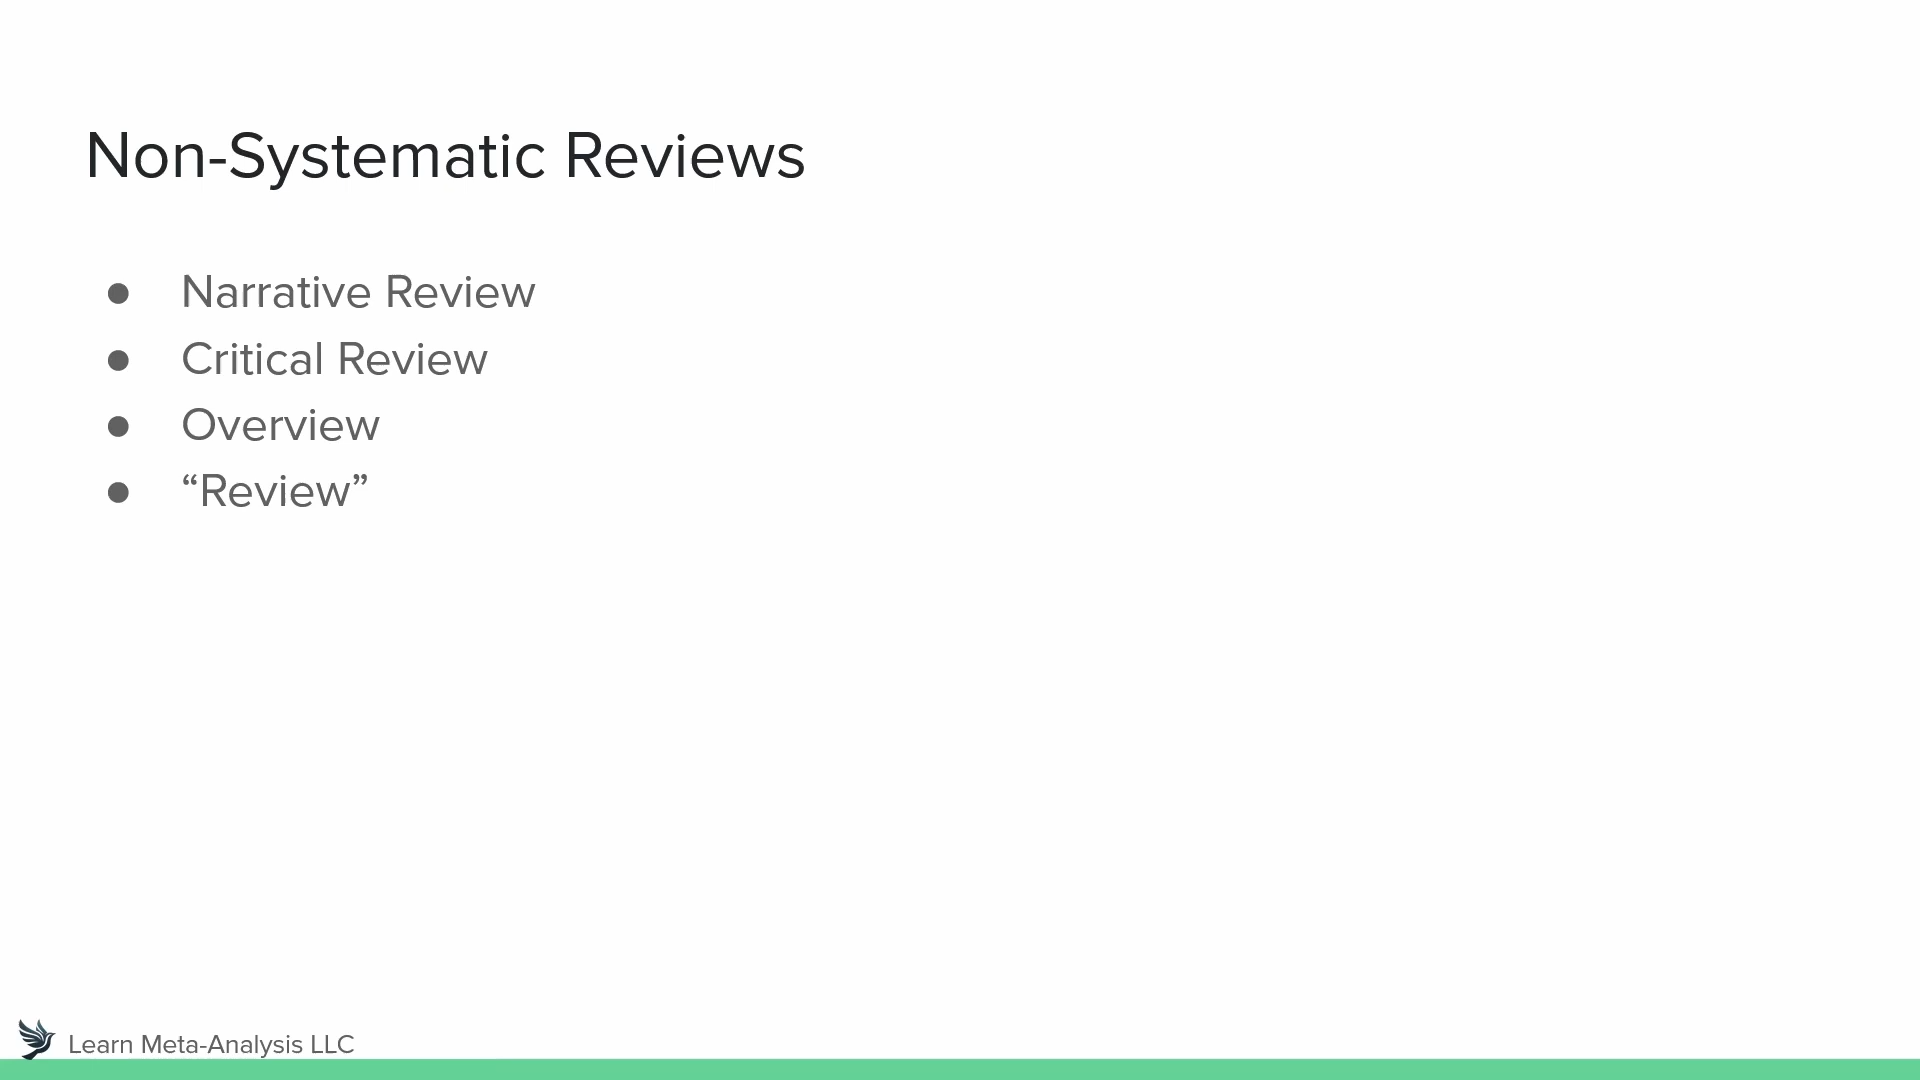 Non-Systematic Reviews
● Narrative Review
● Critical Review
● Overview
● “Review”
Learn Meta-Analysis LLC